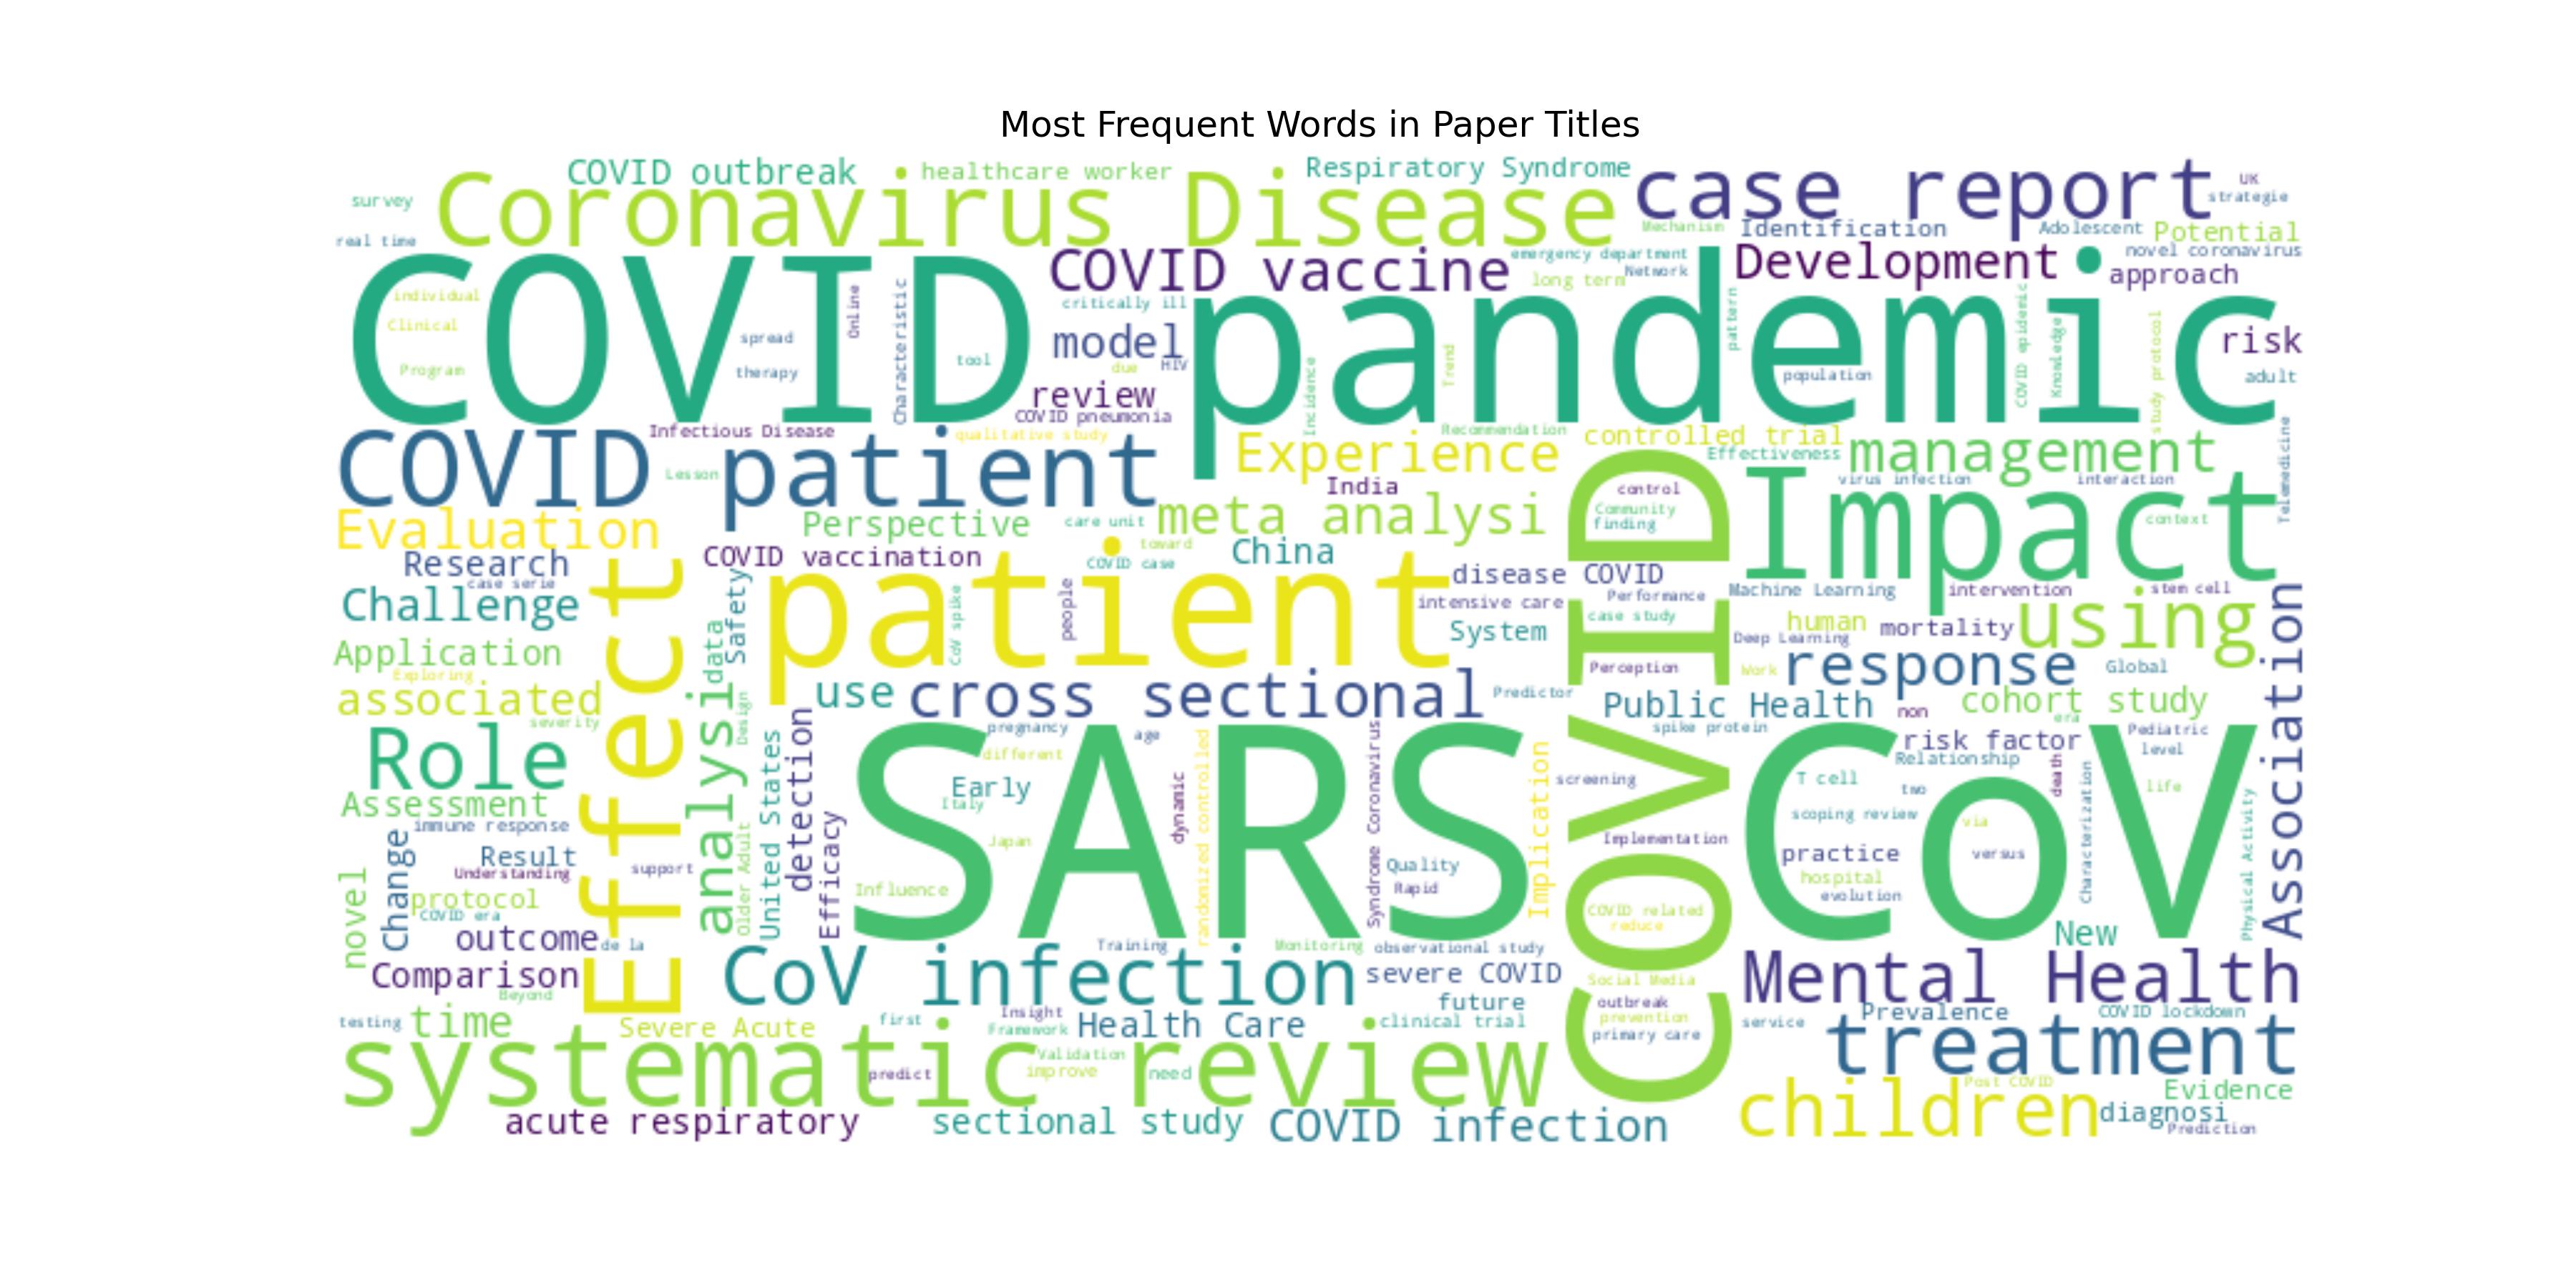 Most Frequent Words in Paper Titles
COVID outbreak
healthcare worker
Respiratory Syndrome
case report
UK
strategie
survey
Coronavirus Disease
real time
Mechanism
Identification
Adolescent
Potential
COVID pandemic
COVID vaccine
emergency department
long term
Network
Development
novel coronavirus
approach
individual
Clinical
Program
spread
therapy
Online
Characteristic
tool
critically ill
model
due
HIV
review
COVID pneumonia
Incidence
Trend
pattern
population
COVID epidemic
Knowledge
study protocol
risk
adult
COVID patient
Infectious Disease
Lesson
qualitative study
Experience
Recommendation
controlled trial
Effectiveness
management
Telemedicine
India
control
Community
finding
Impact
virus infection
interaction
context
Evaluation
Perspective
care unit
meta analysi
Research
case serie
COVID vaccination
toward
COVID case
China
disease COVID
Challenge
Effect
Safety
data
patient
CoV spike
people
intensive care
System
Performance
case study
COVID
Machine Learning
intervention
stem cell
human
mortality
using
Deep Learning
Application
Exploring
associated
severity
analysi
Design
use
cross sectional
Predictor
Perception
Work
response
Global
Public Health
non
cohort study
era
Association
Role
Assessment
immune response
Change
Result
Understanding
support
novel
protocol
COVID era
outcome
de la
Comparison
Beyond
older Adult
United States
detection
Efficacy
SARS CoV
pregnancy
age
different
Early
Italy
Japan
Influence
dynamic
randomized controlled
Syndrome Coronavirus
Quality
Rapid
Implication
screening
spike protein
risk factor
Relationship
Pediatric
level
T cell
two
death
Characterization
life
scoping review
via
Implementation
practice
versus
hospital
evolution
Physical Activity
COVID related
reduce
New
CoV infection
Training
Monitoring
observational study
severe COVID
Social Media
Mental Health
testing
time
Severe Acute
first
Insight
Framework
Health Care
future
clinical trial
outbreak
prevention
primary care
service
Prevalence
COVID lockdown
treatment
systematic review
predict
Validation
improve
need
acute respiratory
sectional study
COVID infection
children
Post COVID
Evidence
diagnosi
Prediction